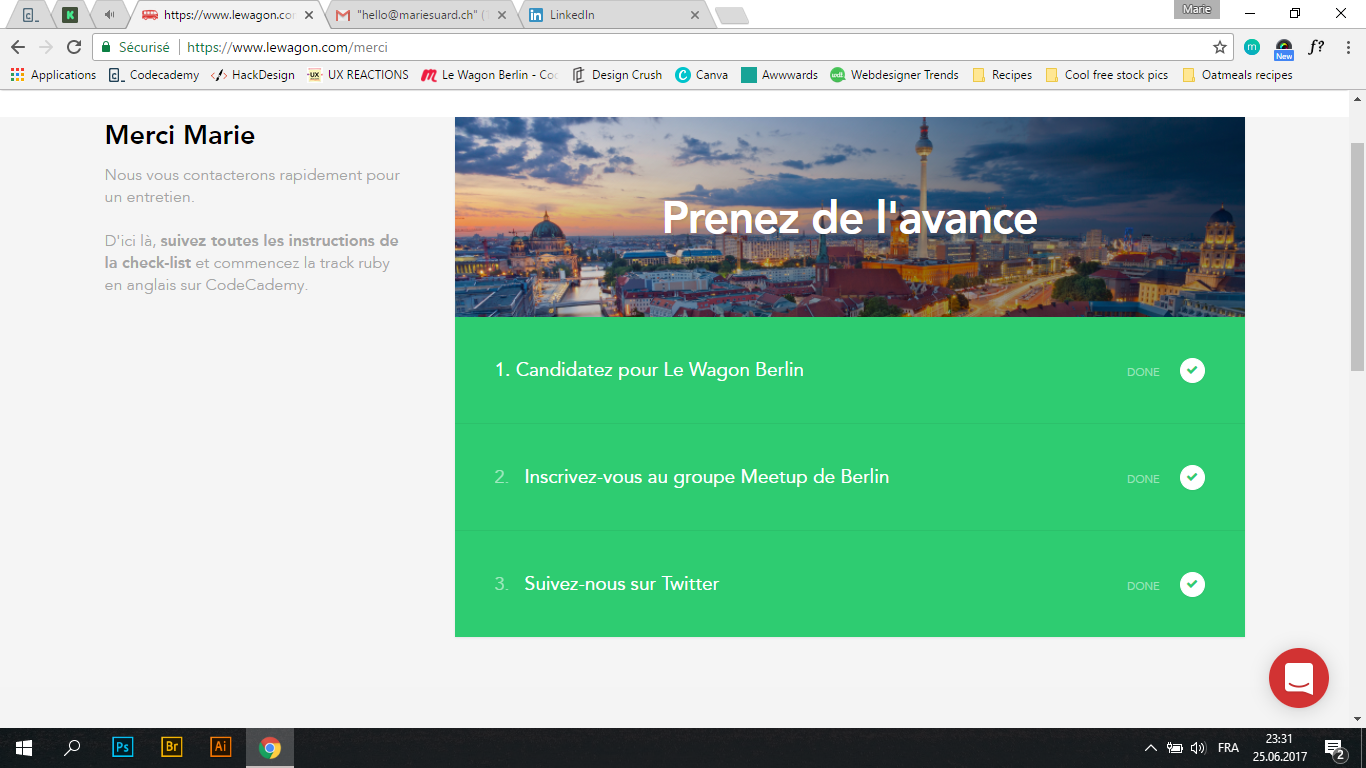 Marie
https://www.lewagon.co
"hello@mariesuard.ch" (
LinkedIn
Sécurisé
https://www.lewagon.com/merci
m
f?
New
Applications
Codecademy
HackDesign
UX REACTIONS
Le Wagon Berlin - Co
Design Crush
Canva
Awwwards
Webdesigner Trends
Recipes
Cool free stock pics
Oatmeals recipes
Merci Marie
Nous vous contacterons rapidement pour
un entretien.
D'ici là, suivez toutes les instructions de
la check-list et commencez la track ruby
en anglais sur CodeCademy.
Prenez de l'avance
1. Candidatez pour Le Wagon Berlin DONE
2. Inscrivez-vous au groupe Meetup de Berlin DONE
3. Suivez-nous sur Twitter DONE
Ps
Br
Ai
FRA
23:31
25.06.2017
2